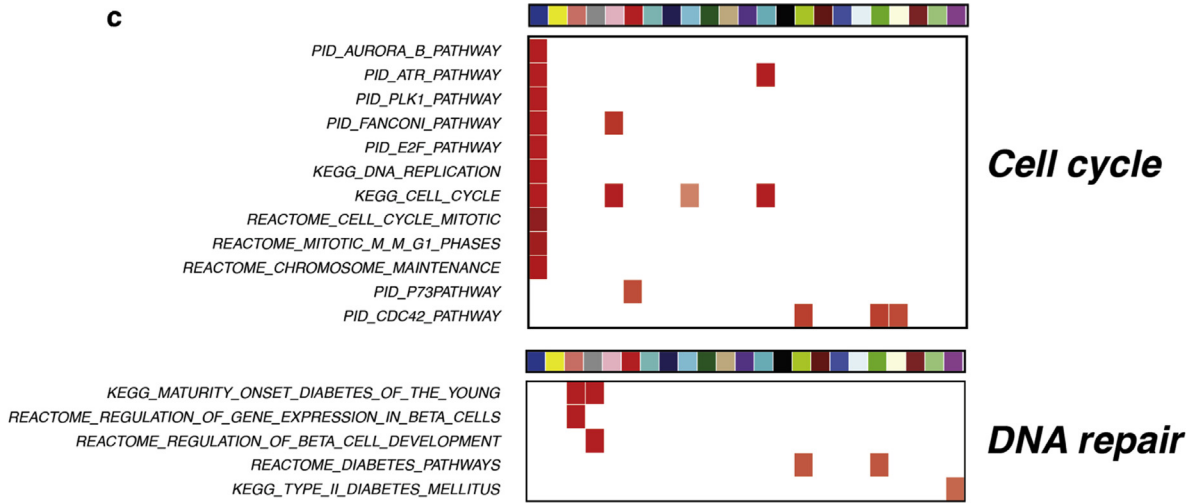 c
PID_AURORA_B_PATHWAY
PID_ATR_PATHWAY
PID_PLK1_PATHWAY
PID_FANCONI_PATHWAY
PID_E2F_PATHWAY
KEGG_DNA_REPLICATION
KEGG_CELL_CYCLE
REACTOME_CELL_CYCLE_MITOTIC
REACTOME_MITOTIC_M_M_G1_PHASES
REACTOME_CHROMOSOME_MAINTENANCE
PID_P73PATHWAY
PID_CDC42_PATHWAY
Cell cycle
KEGG_MATURITY_ONSET_DIABETES_OF_THE_YOUNG
REACTOME_REGULATION_OF_GENE_EXPRESSION_IN_BETA_CELLS
REACTOME_REGULATION_OF_BETA_CELL_DEVELOPMENT
REACTOME_DIABETES_PATHWAYS
KEGG_TYPE_II_DIABETES_MELLITUS
DNA repair